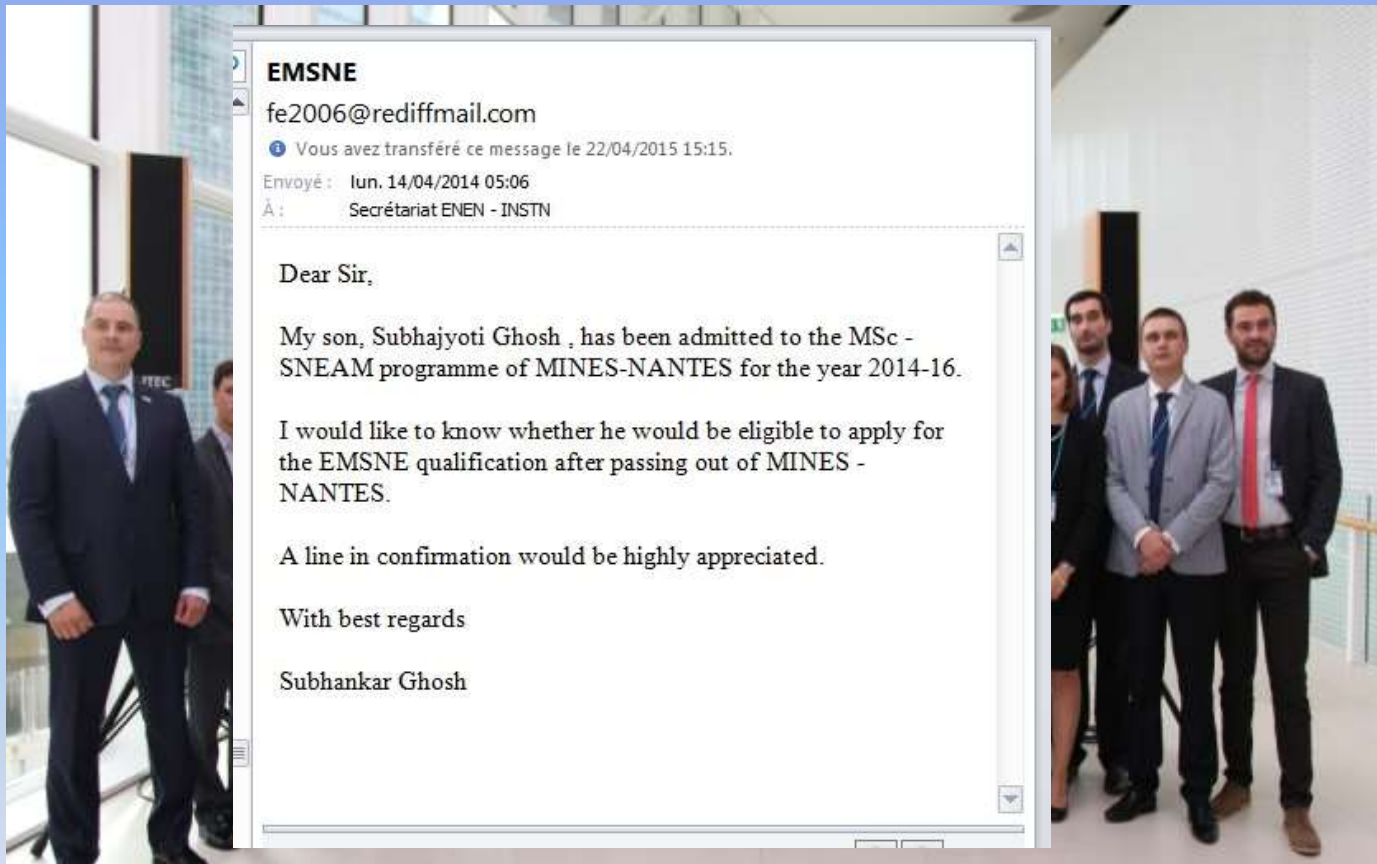 EMSNE
fe2006@rediffmail.com
Vous avez transféré ce message le 22/04/2015 15:15.
Envoyé : lun. 14/04/2014 05:06
À : Secrétariat ENEN - INSTN
Dear Sir,
My son, Subhajyoti Ghosh , has been admitted to the MSc -
SNEAM programme of MINES-NANTES for the year 2014-16.
I would like to know whether he would be eligible to apply for
the EMSNE qualification after passing out of MINES -
NANTES.
A line in confirmation would be highly appreciated.
With best regards
Subhankar Ghosh